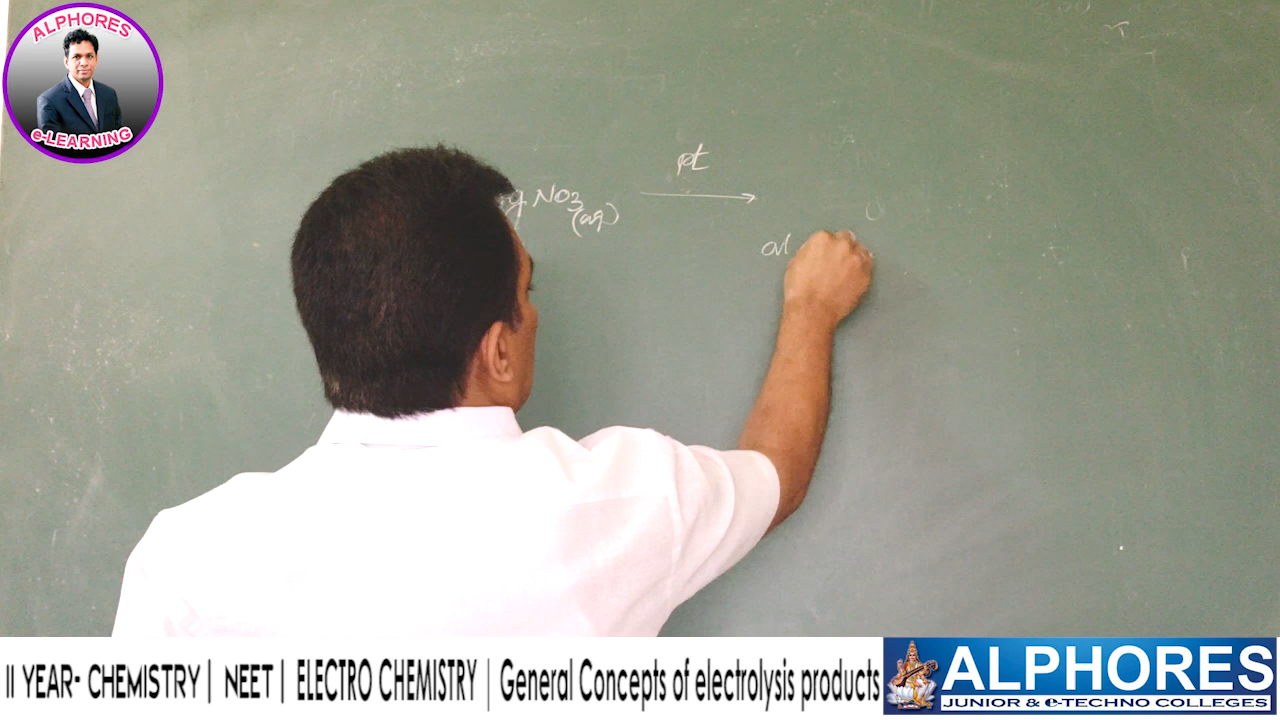 ALPHORES
e-LEARNING
pt
g NO3 (aq)
at
II YEAR- CHEMISTRY | NEET | ELECTRO CHEMISTRY | General Concepts of electrolysis products
ALPHORES
JUNIOR & e-TECHNO COLLEGES